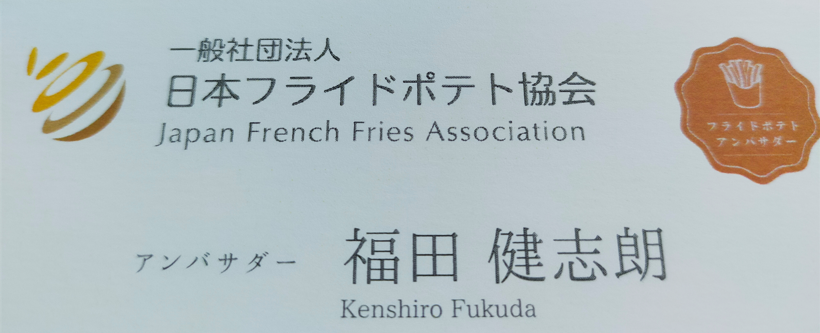 一般社団法人
日本フライドポテト協会
Japan French Fries Association
フライドポテト
アンバサダー
アンバサダー 福田 健志朗
Kenshiro Fukuda